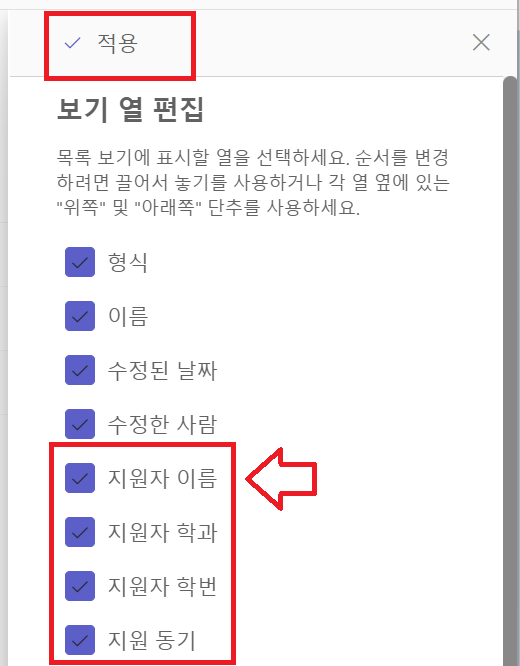 적용
보기 열 편집
목록 보기에 표시할 열을 선택하세요. 순서를 변경
하려면 끌어서 놓기를 사용하거나 각 열 옆에 있는
"위쪽" 및 "아래쪽" 단추를 사용하세요.
형식
이름
수정된 날짜
수정한 사람
지원자 이름
지원자 학과
지원자 학번
지원 동기